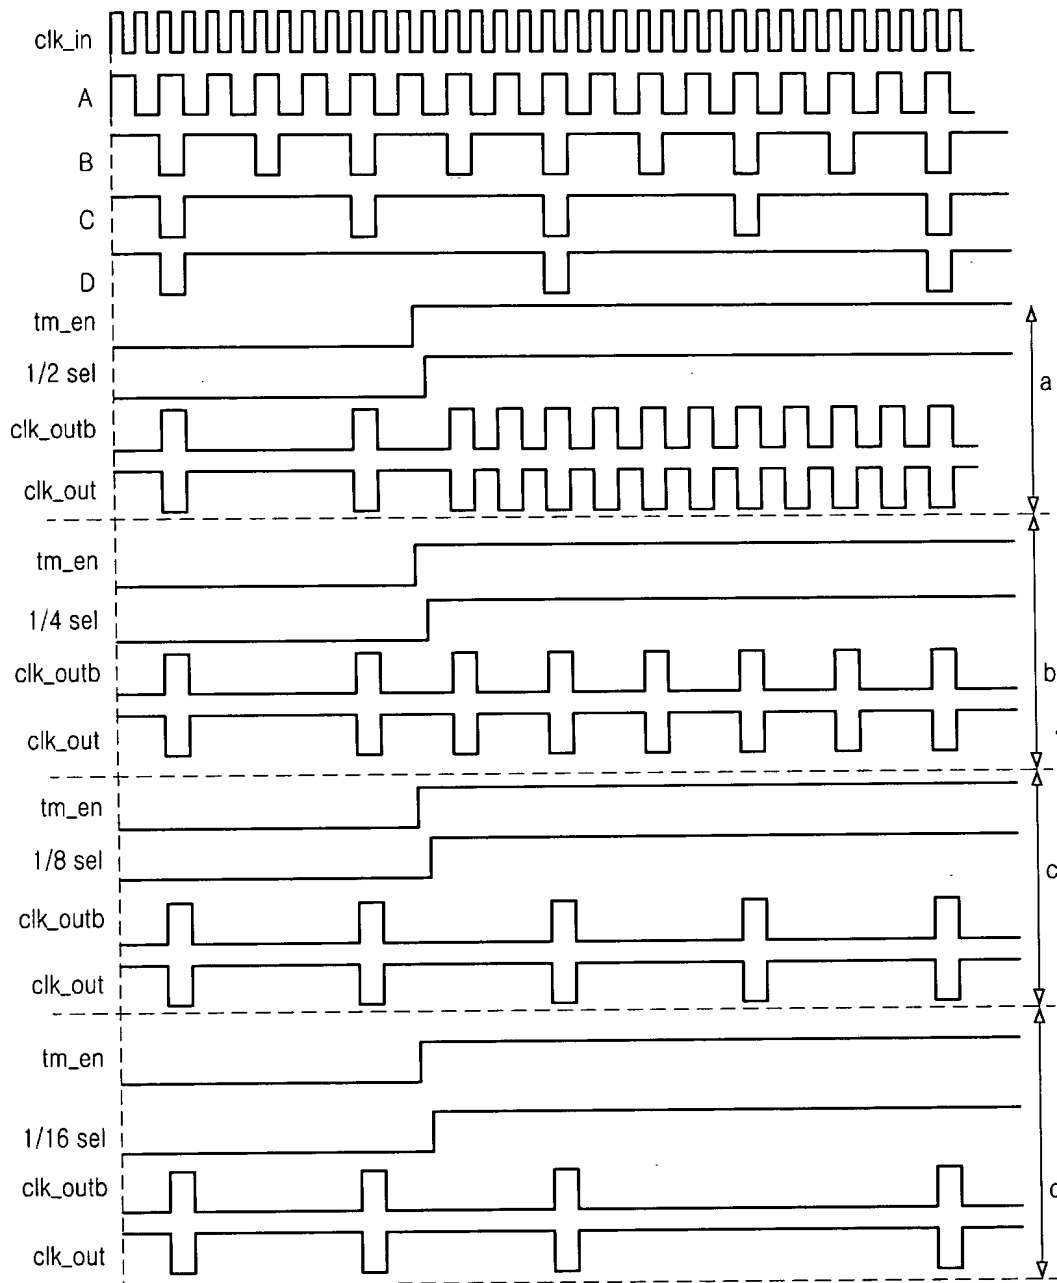 clk_in
A
B
C
D
tm_en
1/2 sel
a
clk_outb
clk_out
tm_en
1/4 sel
clk_outb
b
clk_out
tm_en
1/8 sel
c
clk_outb
clk_out
tm_en
1/16 sel
clk_outb
d
clk_out